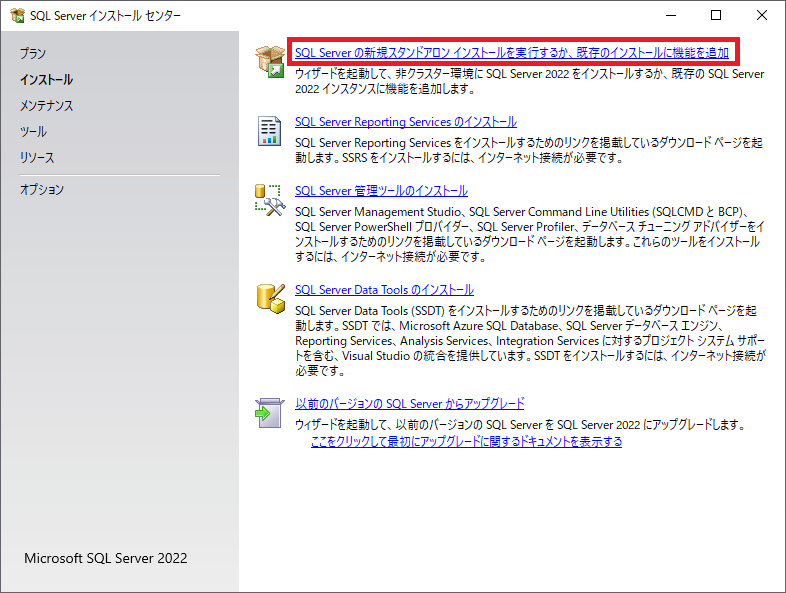 SQL Server インストール センター
プラン
インストール
メンテナンス
ツール
リソース
オプション
SQL Server の新規スタンドアロン インストールを実行するか、既存のインストールに機能を追加
ウィザードを起動して、非クラスター環境に SQL Server 2022 をインストールするか、既存の SQL Server
2022 インスタンスに機能を追加します。
SQL Server Reporting Services のインストール
SQL Server Reporting Services をインストールするためのリンクを掲載しているダウンロード ページを起
動します。SSRS をインストールするには、インターネット接続が必要です。
SQL Server 管理ツールのインストール
SQL Server Management Studio、SQL Server Command Line Utilities (SQLCMD と BCP)、
SQL Server PowerShell プロバイダー、SQL Server Profiler、データベース チューニング アドバイザーをイ
ンストールするためのリンクを掲載しているダウンロード ページを起動します。これらのツールをインストール
するには、インターネット接続が必要です。
SQL Server Data Tools のインストール
SQL Server Data Tools (SSDT) をインストールするためのリンクを掲載しているダウンロード ページを起
動します。SSDT では、Microsoft Azure SQL Database、SQL Server データベース エンジン、
Reporting Services、Analysis Services、Integration Services に対するプロジェクト システム サポー
トを含む、Visual Studio の統合を提供しています。SSDT をインストールするには、インターネット接続が
必要です。
以前のバージョンの SQL Server からアップグレード
ウィザードを起動して、以前のバージョンの SQL Server を SQL Server 2022 にアップグレードします。
ここをクリックして最初にアップグレードに関するドキュメントを表示する
Microsoft SQL Server 2022